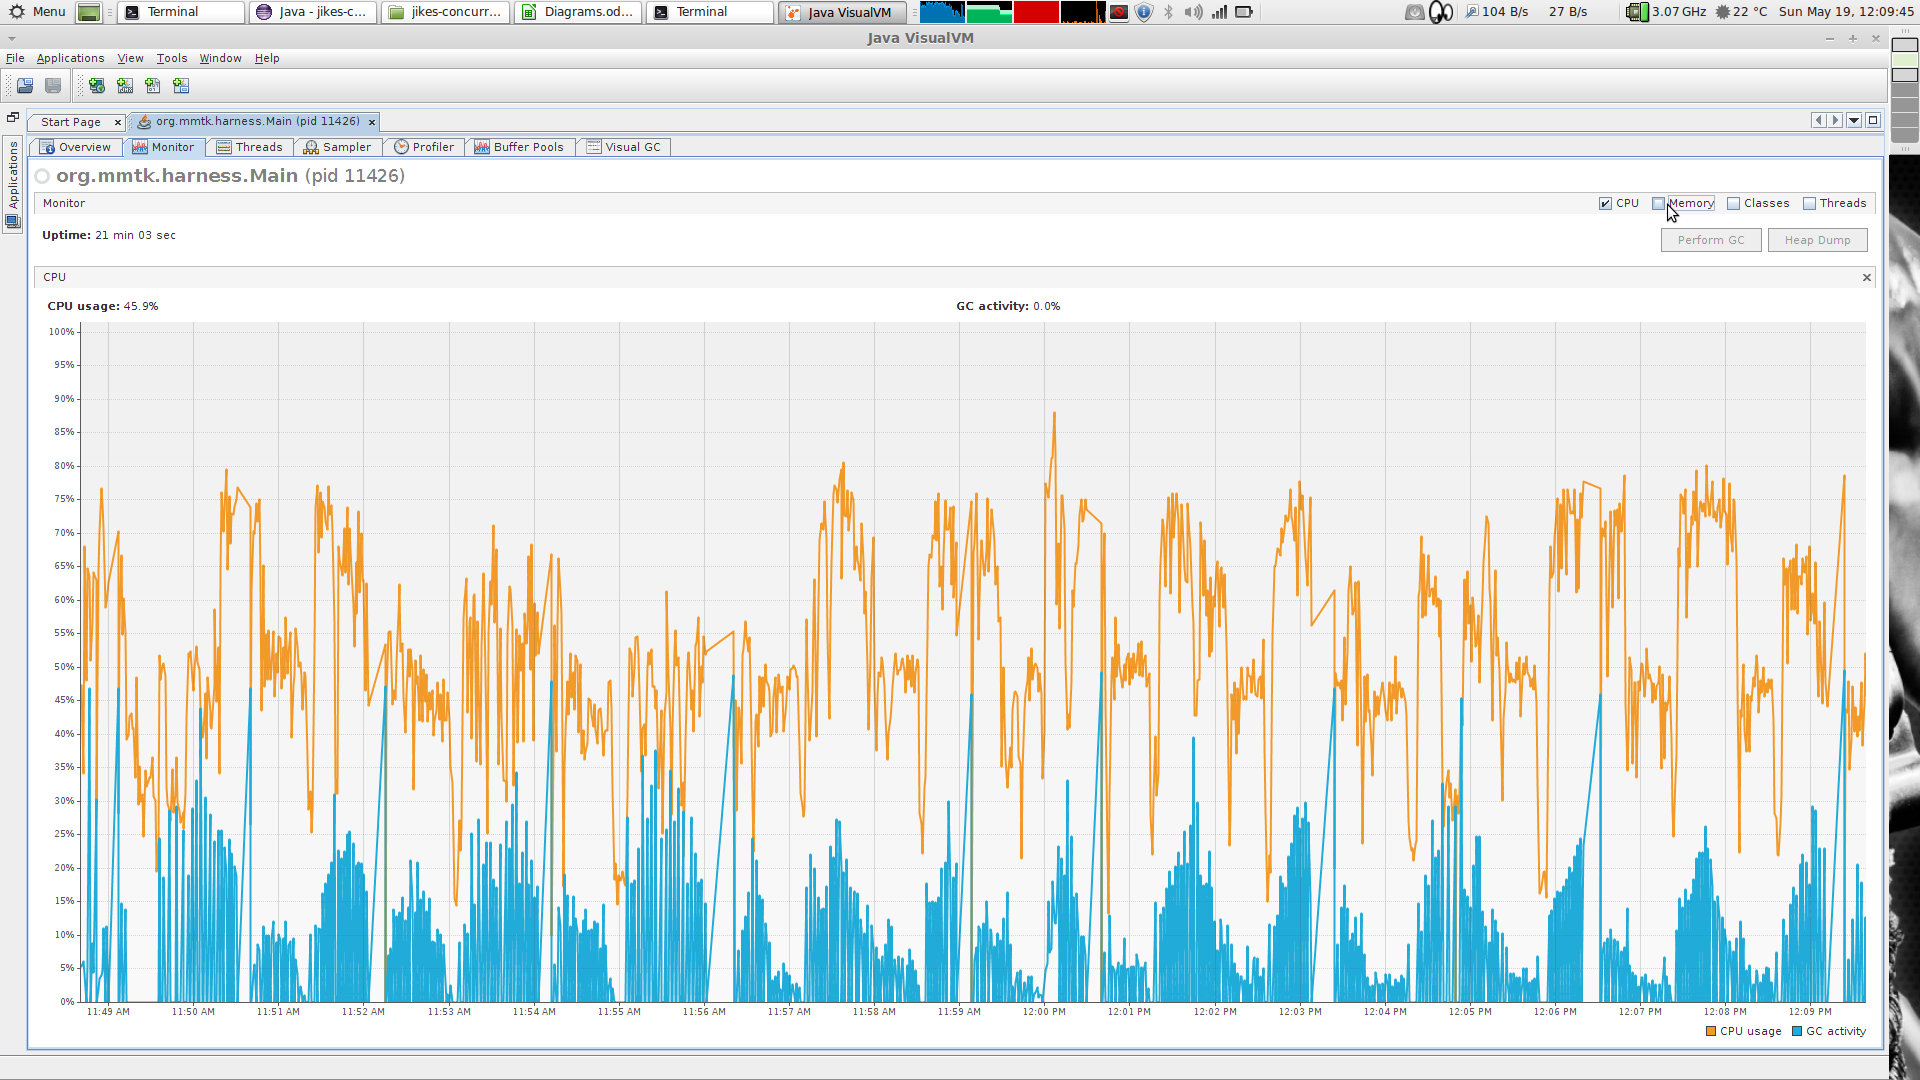 Menu Terminal Java - jikes-c... jikes-concurr... Diagrams.od... Terminal Java VisualVM 104 B/s 27 B/s 3.07 GHz 22 °C Sun May 19, 12:09:45
Java VisualVM
File Applications View Tools Window Help
Start Page org.mmtk.harness.Main (pid 11426)
Applications
Overview Monitor Threads Sampler Profiler Buffer Pools Visual GC
org.mmtk.harness.Main (pid 11426)
Monitor CPU Memory Classes Threads
Uptime: 21 min 03 sec
Perform GC Heap Dump
CPU
CPU usage: 45.9% GC activity: 0.0%
100%
95%
90%
85%
80%
75%
70%
65%
60%
55%
50%
45%
40%
35%
30%
25%
20%
15%
10%
5%
0%
11:49 AM 11:50 AM 11:51 AM 11:52 AM 11:53 AM 11:54 AM 11:55 AM 11:56 AM 11:57 AM 11:58 AM 11:59 AM 12:00 PM 12:01 PM 12:02 PM 12:03 PM 12:04 PM 12:05 PM 12:06 PM 12:07 PM 12:08 PM 12:09 PM
CPU usage GC activity